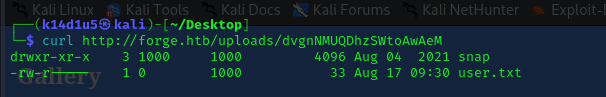 Kali Linux Kali Tools Kali Docs Kali Forums Kali NetHunter Exploit-
┌──(k14d1u5㉿kali)-[~/Desktop]
└─$ curl http://forge.htb/uploads/dvgnNMUQDhzSWtoAwAeM
drwxr-xr-x    3 1000     1000         4096 Aug 04  2021 snap
-rw-r-----    1 0        1000           33 Aug 17 09:30 user.txt
Gallery